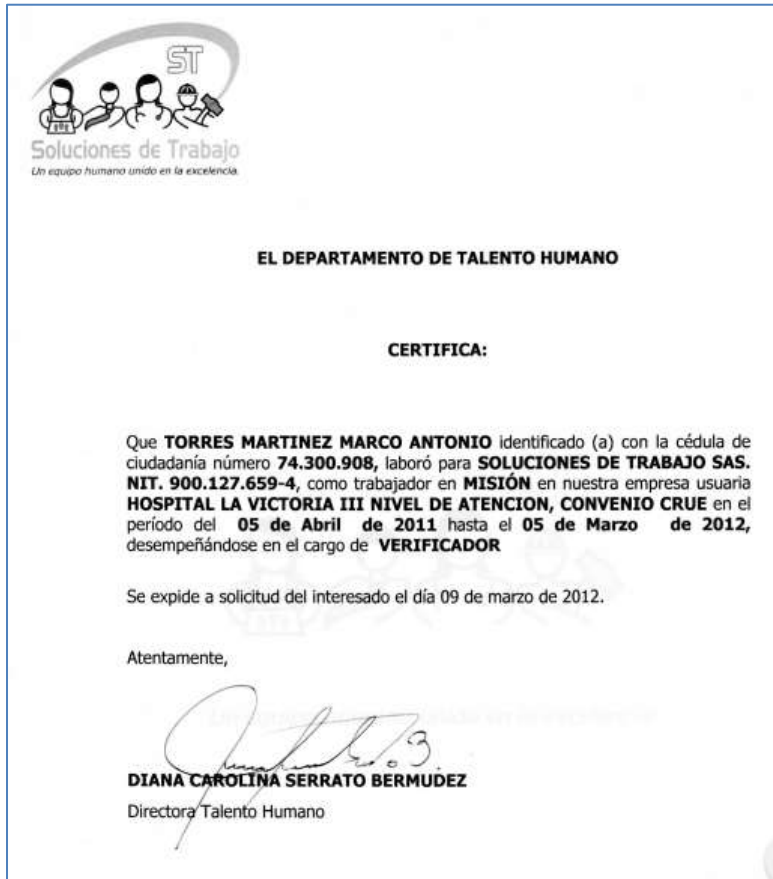 ST
Soluciones de Trabajo
Un equipo humano unido en la excelencia.
EL DEPARTAMENTO DE TALENTO HUMANO
CERTIFICA:
Que TORRES MARTINEZ MARCO ANTONIO identificado (a) con la cédula de
ciudadanía número 74.300.908, laboró para SOLUCIONES DE TRABAJO SAS.
NIT. 900.127.659-4, como trabajador en MISIÓN en nuestra empresa usuaria
HOSPITAL LA VICTORIA III NIVEL DE ATENCION, CONVENIO CRUE en el
período del 05 de Abril de 2011 hasta el 05 de Marzo de 2012,
desempeñándose en el cargo de VERIFICADOR
Se expide a solicitud del interesado el día 09 de marzo de 2012.
Atentamente,
DIANA CAROLINA SERRATO BERMUDEZ
Directora Talento Humano